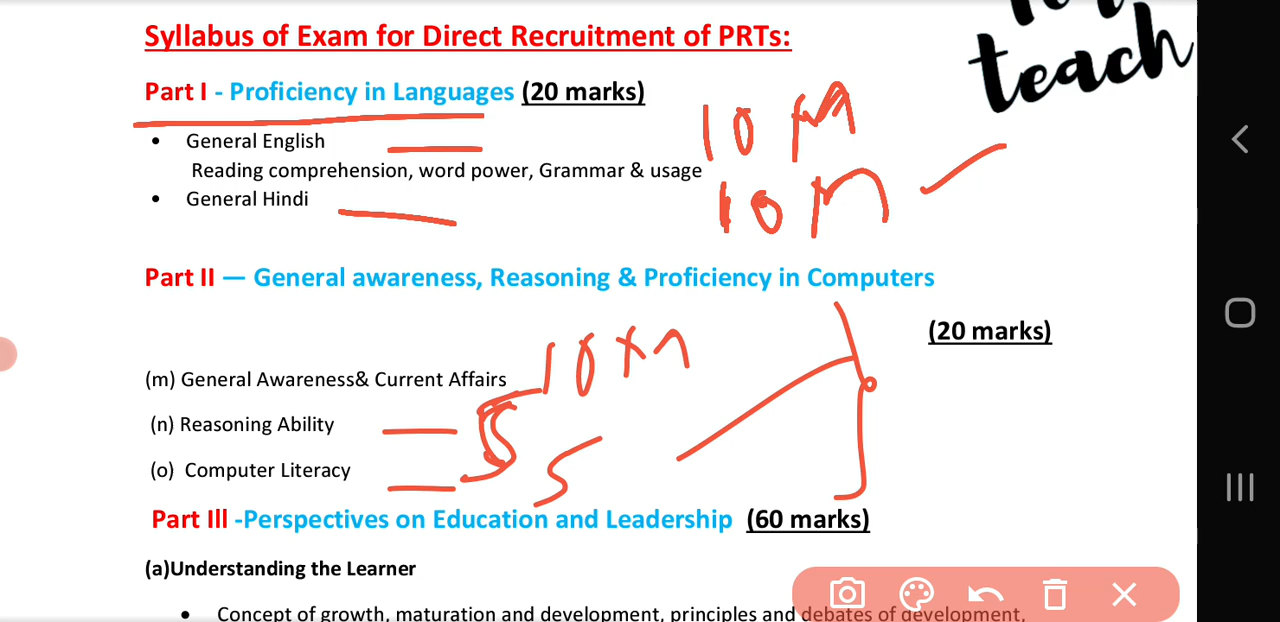 Syllabus of Exam for Direct Recruitment of PRTs:
teach
Part I - Proficiency in Languages (20 marks)
10 M
• General English
Reading comprehension, word power, Grammar & usage
• General Hindi
10 M
Part II — General awareness, Reasoning & Proficiency in Computers
(20 marks)
10
(m) General Awareness& Current Affairs
(n) Reasoning Ability
5
(o) Computer Literacy
5
Part Ill -Perspectives on Education and Leadership (60 marks)
(a)Understanding the Learner
• Concept of growth, maturation and development, principles and debates of development,